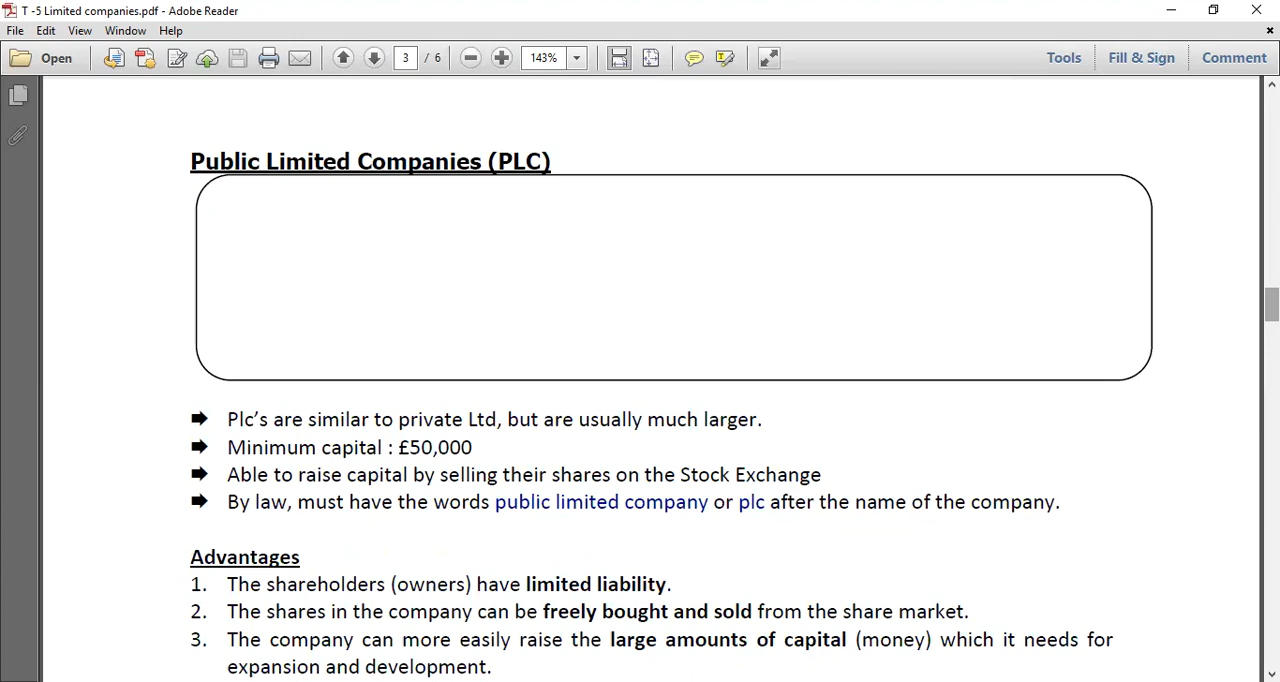 T -5 Limited companies.pdf - Adobe Reader
File Edit View Window Help
Open 3 / 6 143% Tools Fill & Sign Comment
Public Limited Companies (PLC)
Plc’s are similar to private Ltd, but are usually much larger.
Minimum capital : £50,000
Able to raise capital by selling their shares on the Stock Exchange
By law, must have the words public limited company or plc after the name of the company.
Advantages
1. The shareholders (owners) have limited liability.
2. The shares in the company can be freely bought and sold from the share market.
3. The company can more easily raise the large amounts of capital (money) which it needs for
expansion and development.